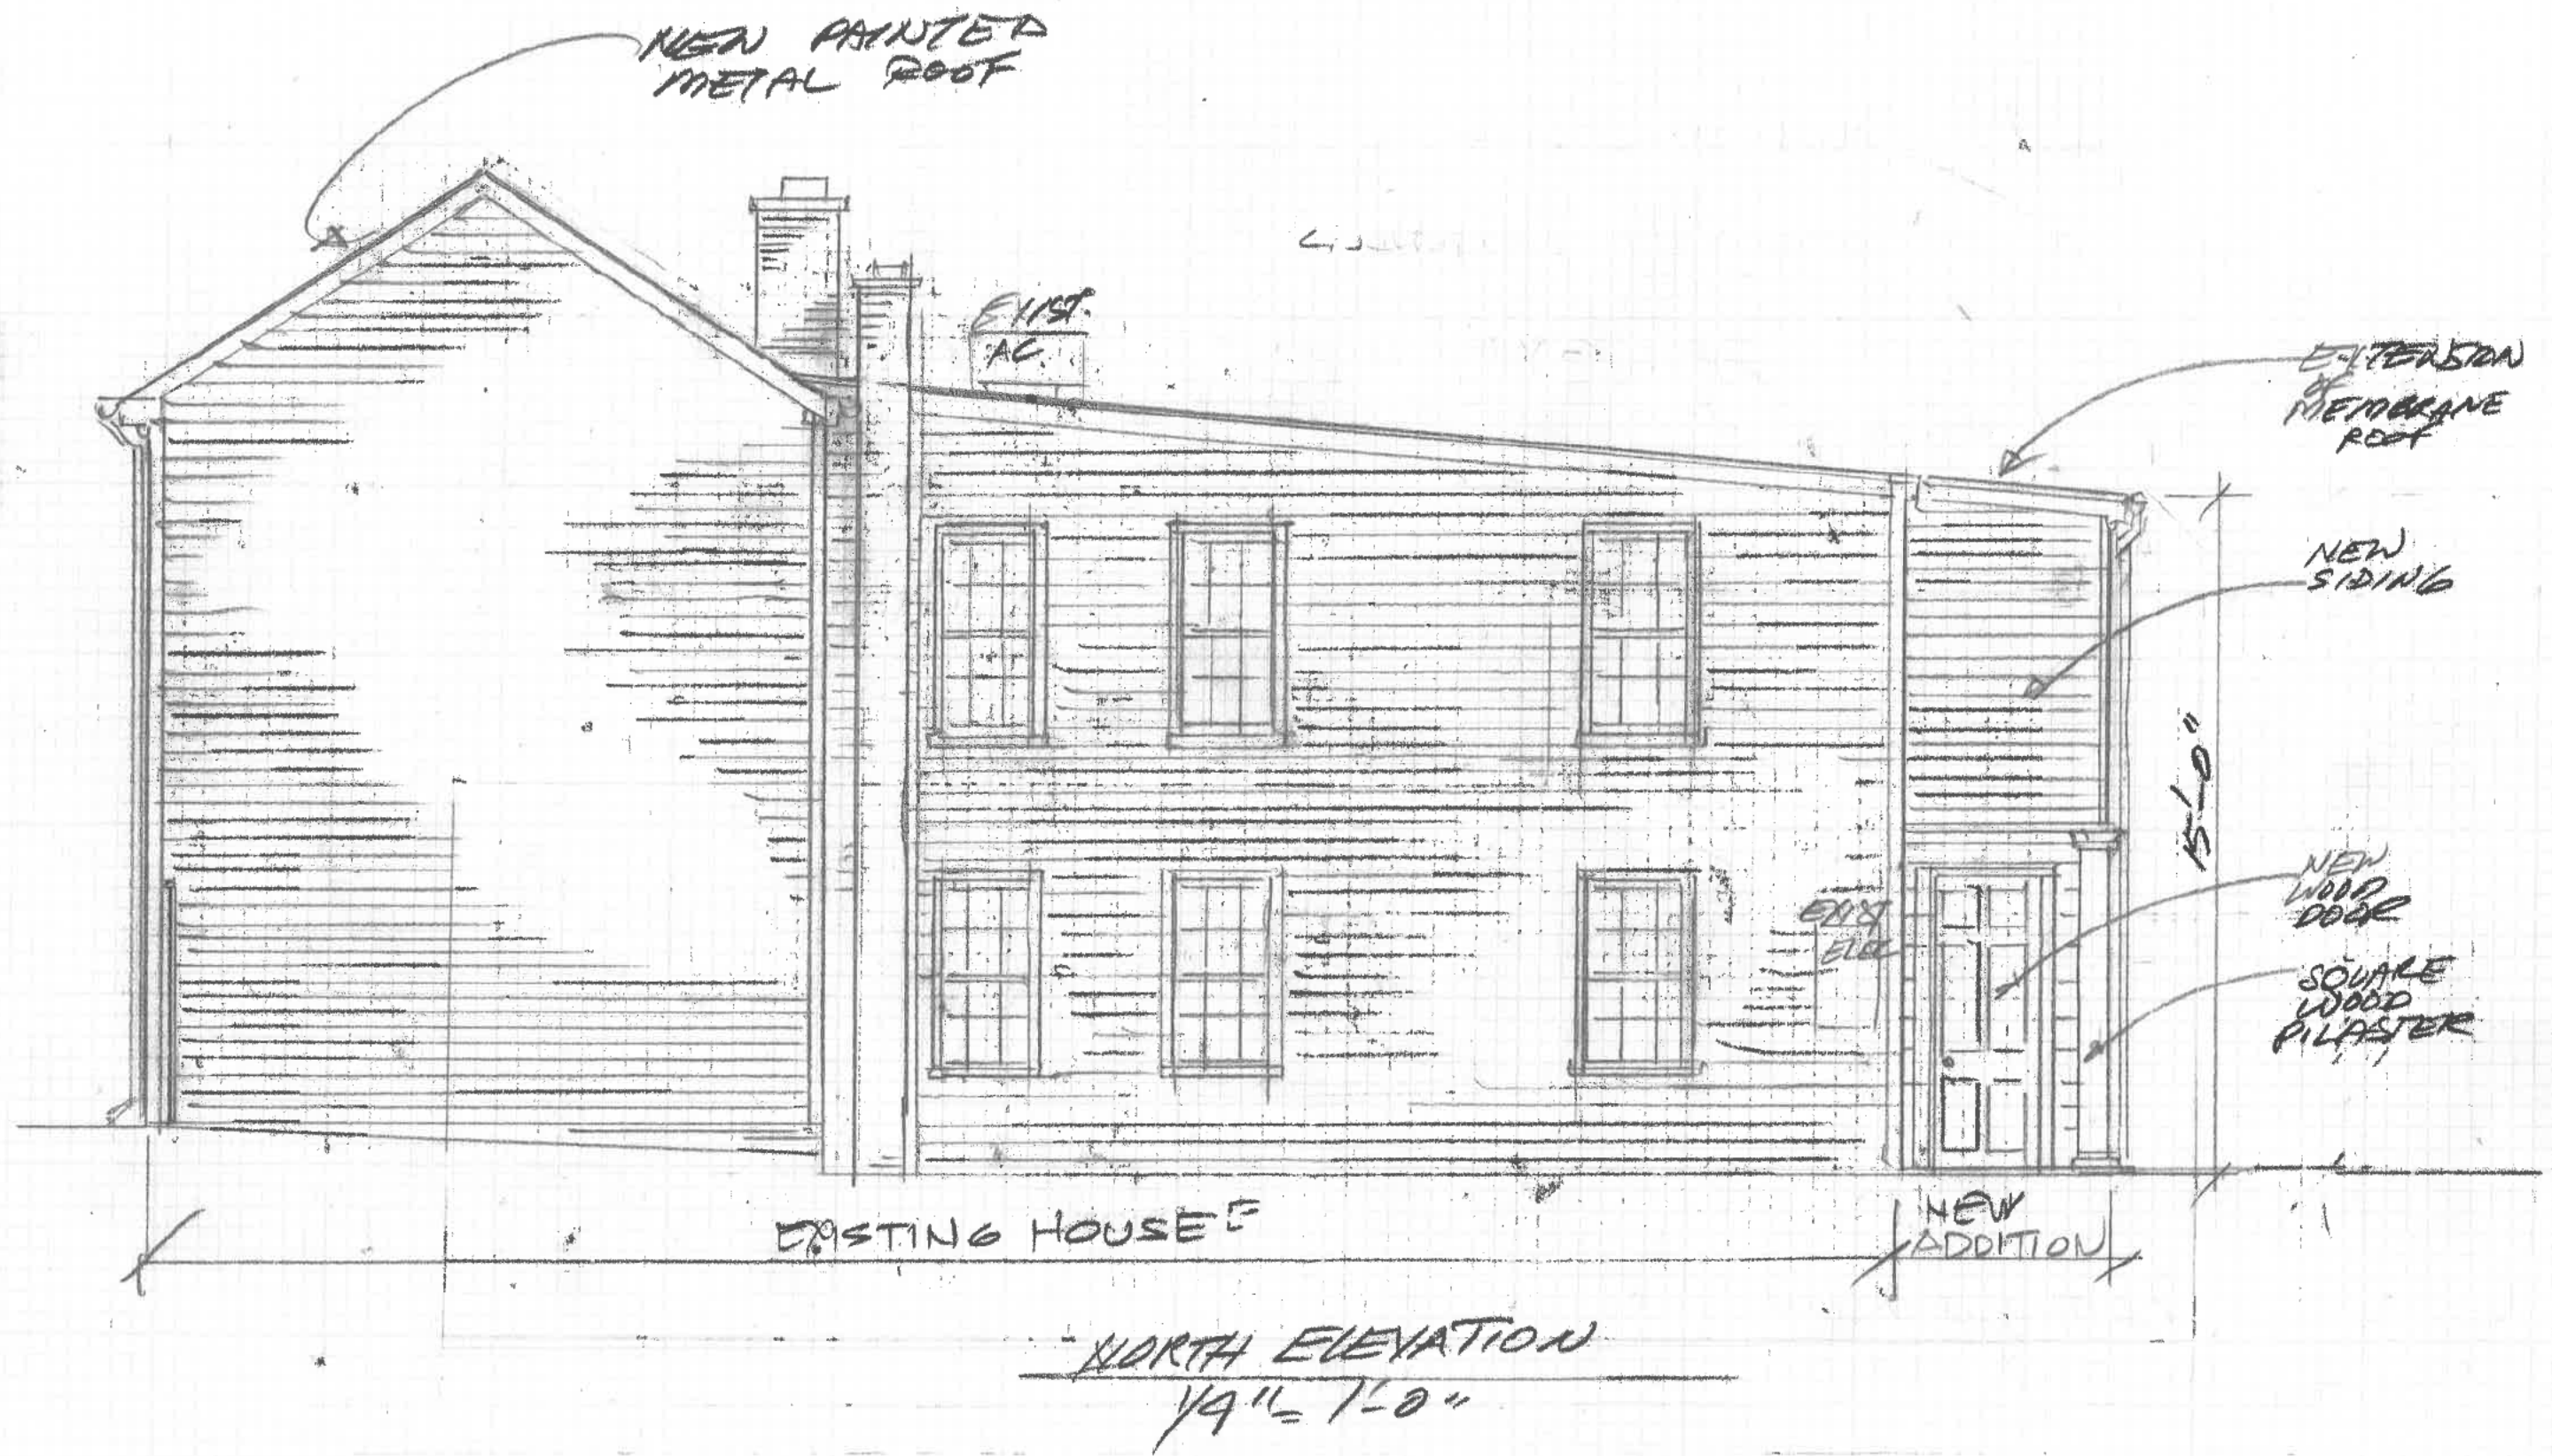 NEW PAINTED
METAL ROOF
EXIST.
AC.
EXTENSION
OF
MEMBRANE
ROOF
NEW
SIDING
15'-0"
NEW
WOOD
DOOR
EXIST
ELEC
SQUARE
WOOD
PILASTER
EXISTING HOUSE
NEW
ADDITION
NORTH ELEVATION
1/4" = 1'-0"